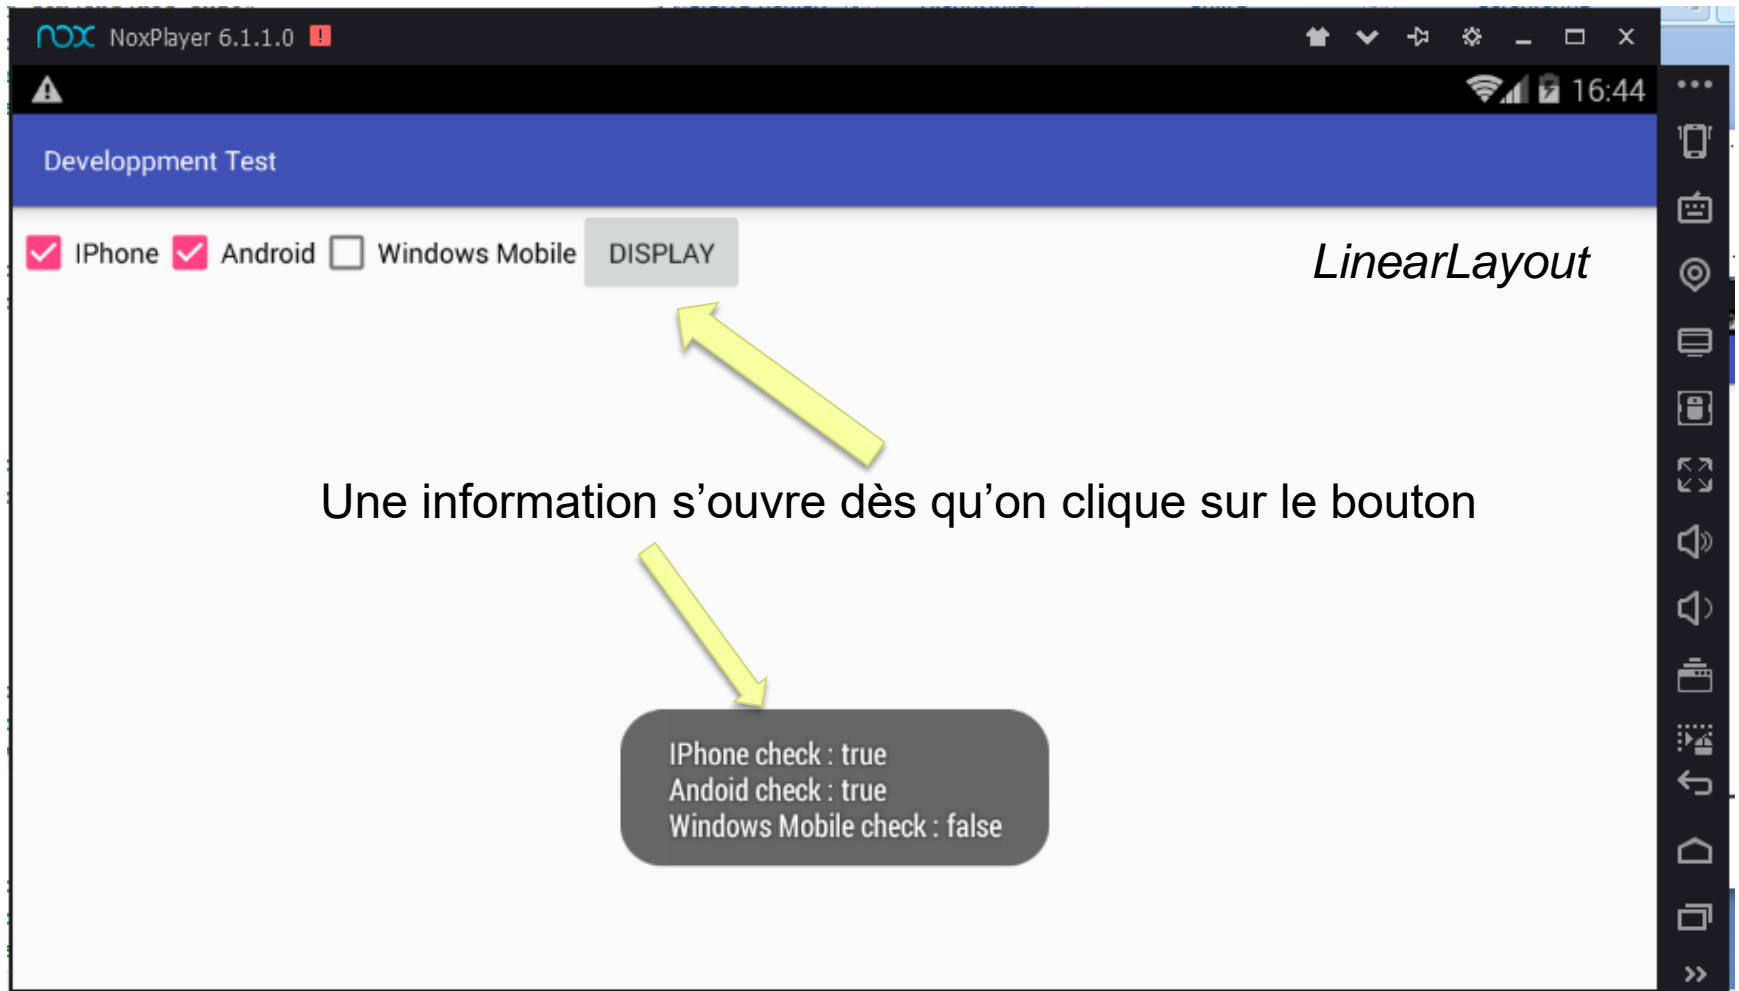 nox NoxPlayer 6.1.1.0
16:44
Developpment Test
IPhone Android Windows Mobile DISPLAY
LinearLayout
Une information s’ouvre dès qu’on clique sur le bouton
IPhone check : true
Andoid check : true
Windows Mobile check : false